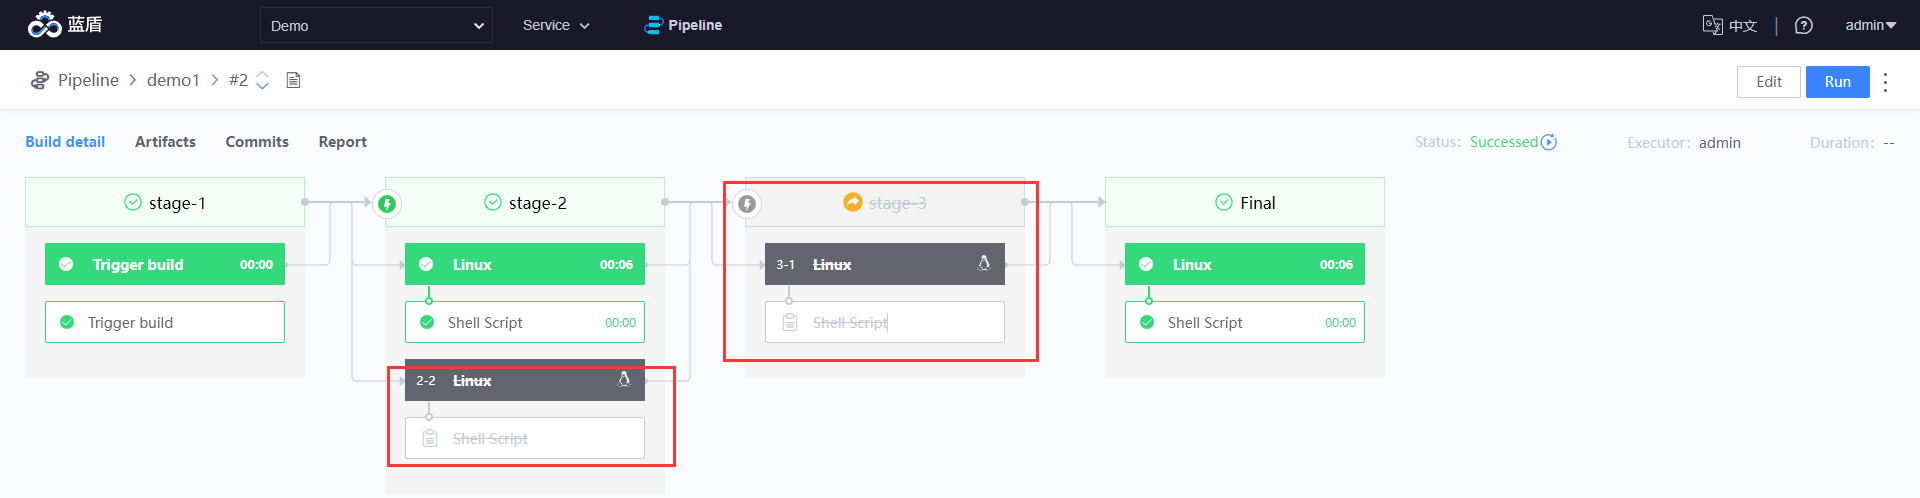 蓝盾
Demo
Service
Pipeline
中文
admin
Pipeline
demo1
#2
Edit
Run
Build detail
Artifacts
Commits
Report
Status:
Successed
Executor:
admin
Duration:
--
stage-1
stage-2
stage-3
Final
Trigger build
00:00
Linux
00:06
3-1
Linux
Linux
00:06
Trigger build
Shell Script
00:00
Shell Script
Shell Script
00:00
2-2
Linux
Shell Script